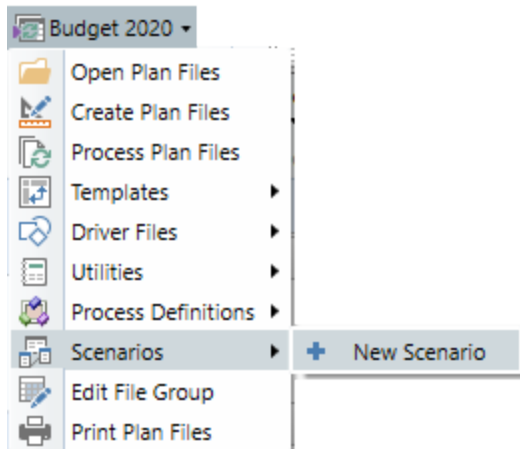 Budget 2020
Open Plan Files
Create Plan Files
Process Plan Files
Templates
Driver Files
Utilities
Process Definitions
Scenarios
New Scenario
Edit File Group
Print Plan Files